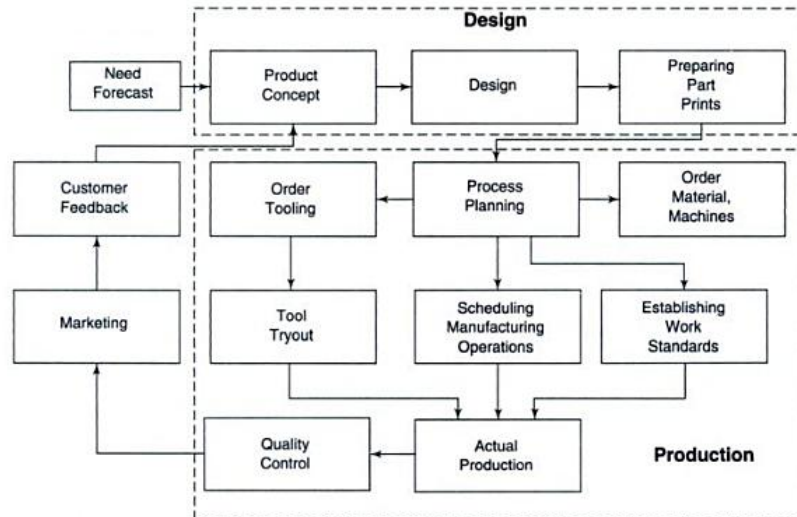 Design
Need
Forecast
Product
Concept
Design
Preparing
Part
Prints
Customer
Feedback
Order
Tooling
Process
Planning
Order
Material,
Machines
Marketing
Tool
Tryout
Scheduling
Manufacturing
Operations
Establishing
Work
Standards
Quality
Control
Actual
Production
Production